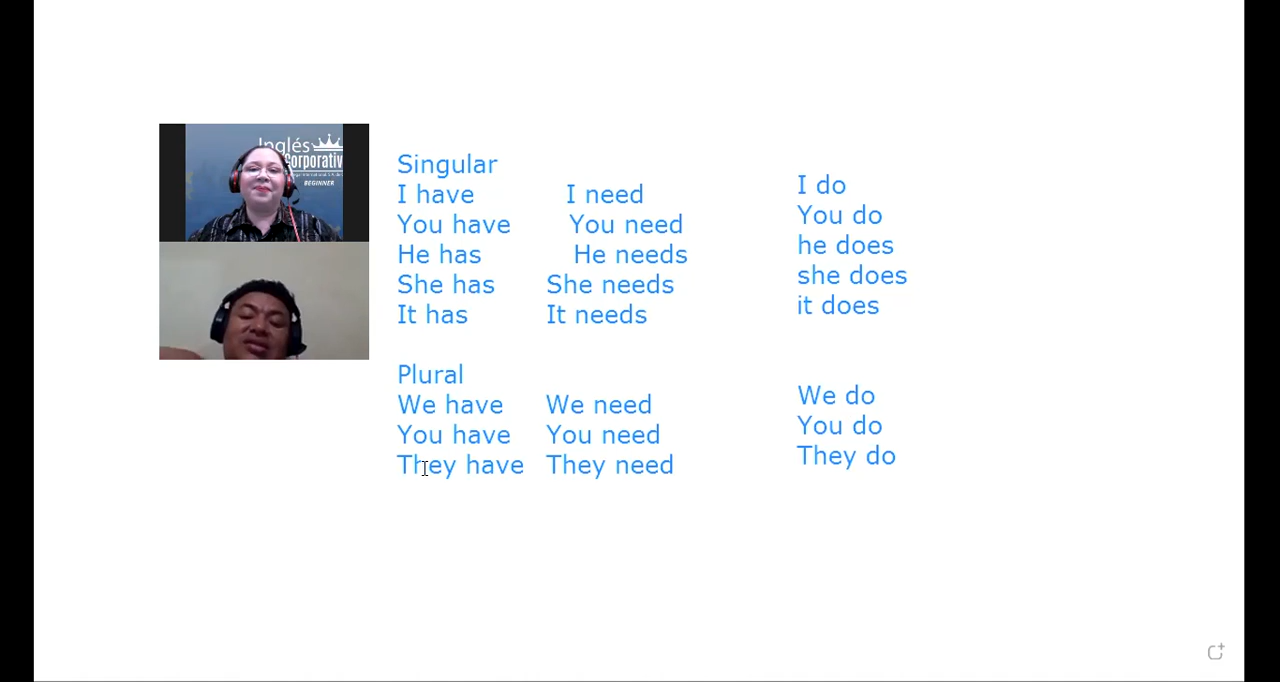 Inglés
Corporativ
BEGINNER
Singular
I have
You have
He has
She has
It has
Plural
We have
You have
They have
I need
You need
He needs
She needs
It needs
We need
You need
They need
I do
You do
he does
she does
it does
We do
You do
They do